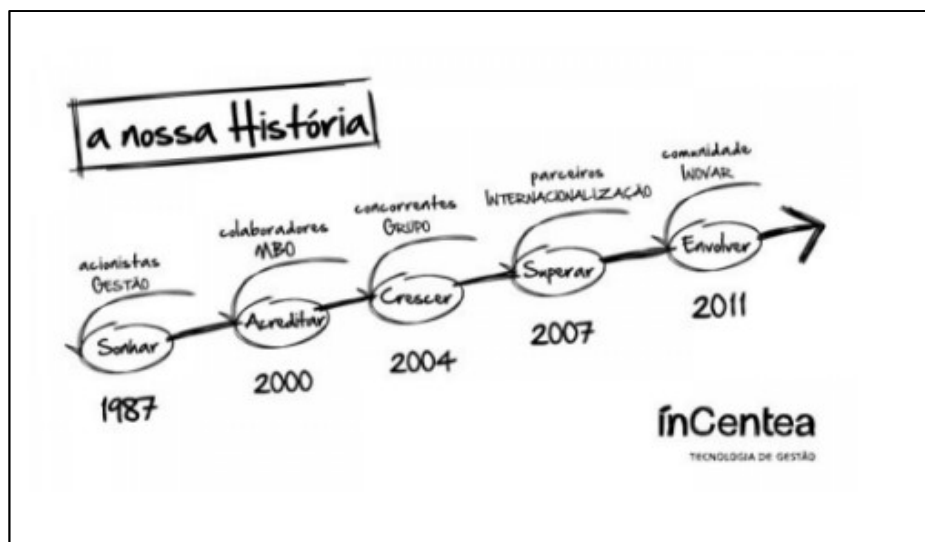 a nossa História
acionistas
GESTÃO
Sonhar
1987
colaboradores
MBO
Acreditar
2000
concorrentes
GRUPO
Crescer
2004
parceiros
INTERNACIONALIZAÇÃO
Superar
2007
comunidade
INOVAR
Envolver
2011
ínCentea
TECNOLOGIA DE GESTÃO